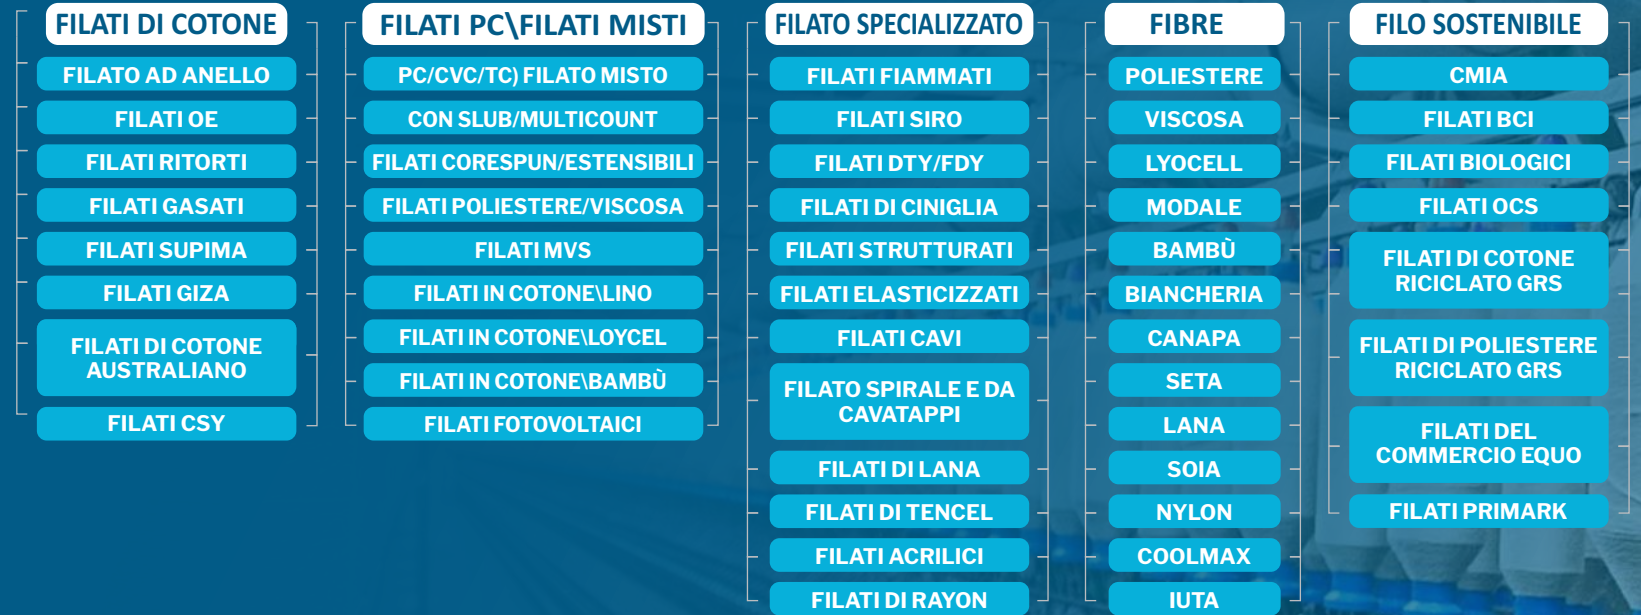 FILATI DI COTONE
FILATO AD ANELLO
FILATI OE
FILATI RITORTI
FILATI GASATI
FILATI SUPIMA
FILATI GIZA
FILATI DI COTONE
AUSTRALIANO
FILATI CSY
FILATI PC\FILATI MISTI
PC/CVC/TC) FILATO MISTO
CON SLUB/MULTICOUNT
FILATI CORESPUN/ESTENSIBILI
FILATI POLIESTERE/VISCOSA
FILATI MVS
FILATI IN COTONE\LINO
FILATI IN COTONE\LOYCEL
FILATI IN COTONE\BAMBÙ
FILATI FOTOVOLTAICI
FILATO SPECIALIZZATO
FILATI FIAMMATI
FILATI SIRO
FILATI DTY/FDY
FILATI DI CINIGLIA
FILATI STRUTTURATI
FILATI ELASTICIZZATI
FILATI CAVI
FILATO SPIRALE E DA
CAVATAPPI
FILATI DI LANA
FILATI DI TENCEL
FILATI ACRILICI
FILATI DI RAYON
FIBRE
POLIESTERE
VISCOSA
LYOCELL
MODALE
BAMBÙ
BIANCHERIA
CANAPA
SETA
LANA
SOIA
NYLON
COOLMAX
IUTA
FILO SOSTENIBILE
CMIA
FILATI BCI
FILATI BIOLOGICI
FILATI OCS
FILATI DI COTONE
RICICLATO GRS
FILATI DI POLIESTERE
RICICLATO GRS
FILATI DEL
COMMERCIO EQUO
FILATI PRIMARK